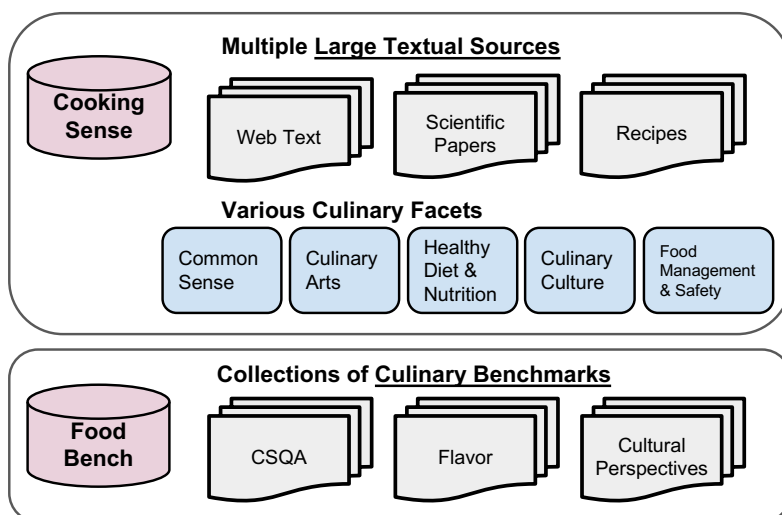 Multiple Large Textual Sources
Cooking
Sense
Web Text
Scientific
Papers
Recipes
Various Culinary Facets
Common
Sense
Culinary
Arts
Healthy
Diet &
Nutrition
Culinary
Culture
Food
Management
& Safety
Collections of Culinary Benchmarks
Food
Bench
CSQA
Flavor
Cultural
Perspectives